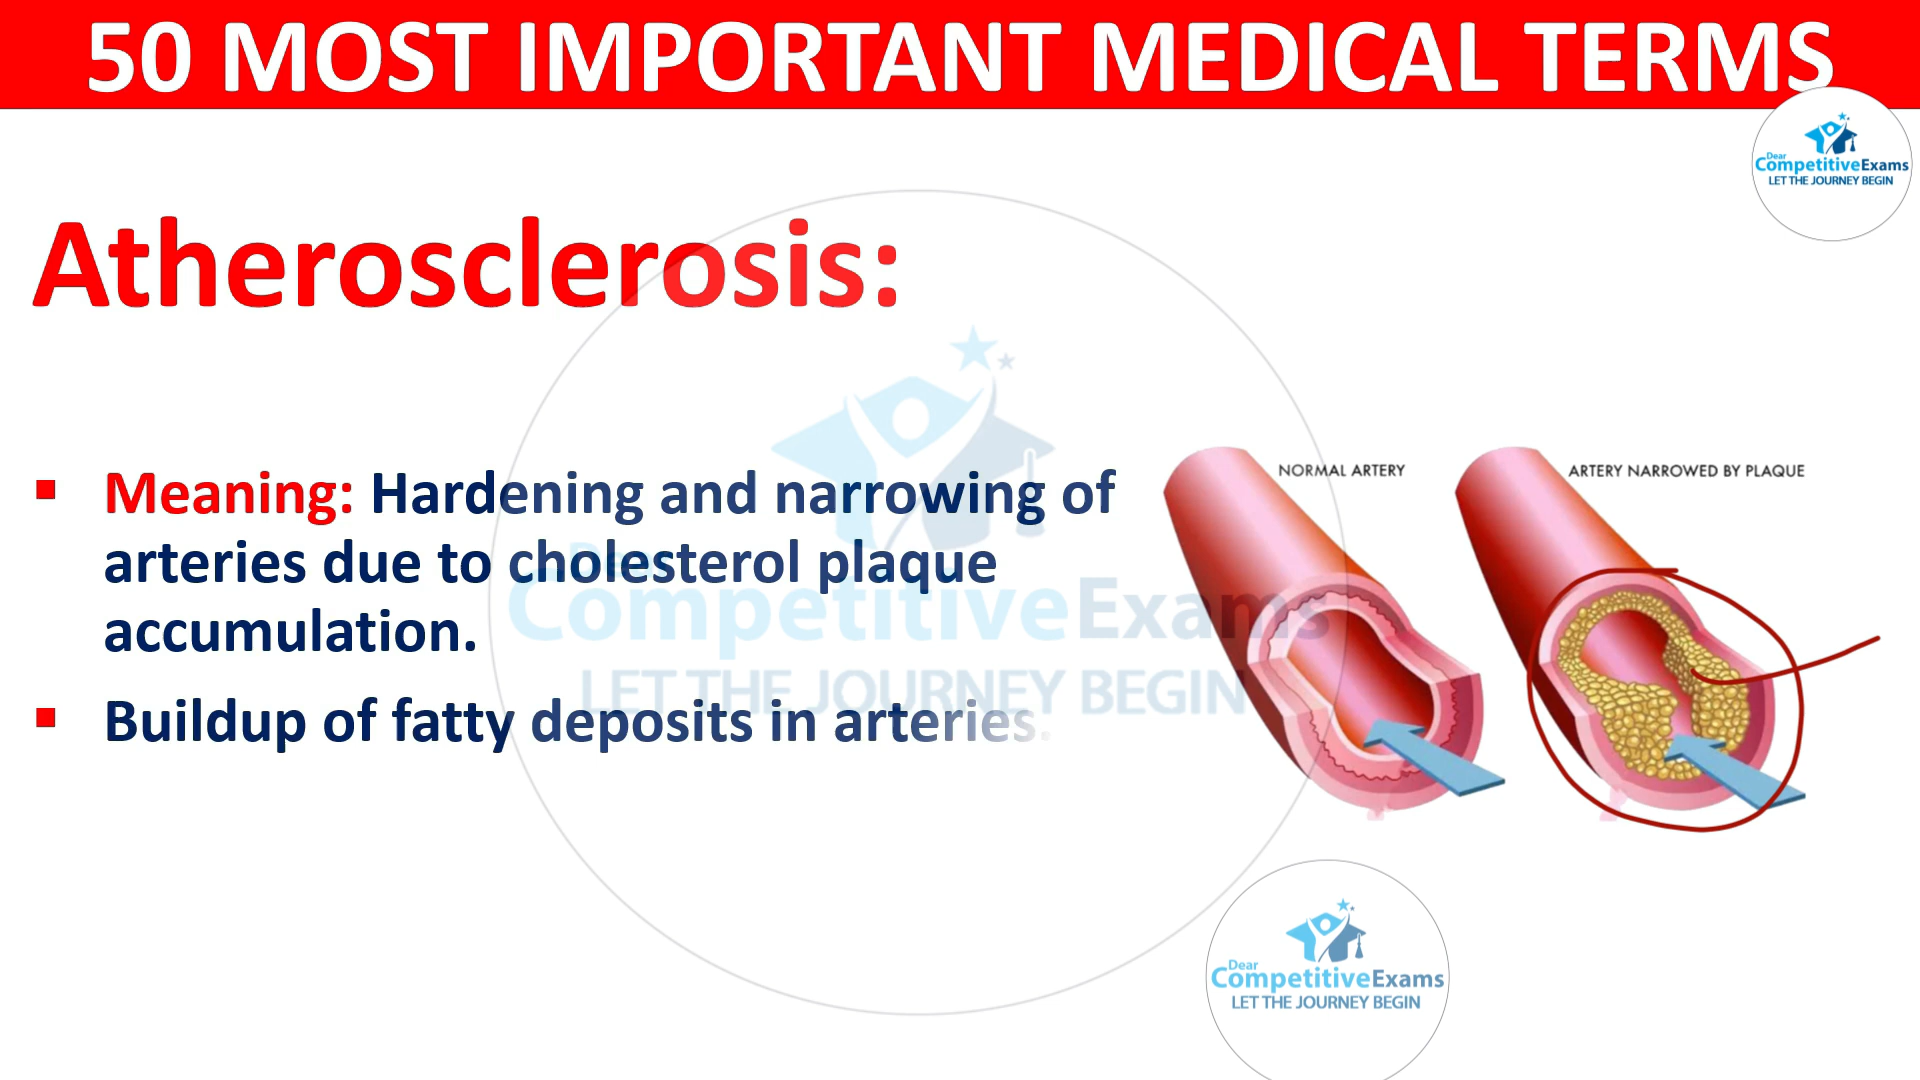 50 MOST IMPORTANT MEDICAL TERMS
Dear
CompetitiveExams
LET THE JOURNEY BEGIN
Atherosclerosis:
Meaning: Hardening and narrowing of
arteries due to cholesterol plaque
accumulation.
Buildup of fatty deposits in arteries.
NORMAL ARTERY
ARTERY NARROWED BY PLAQUE
Dear
CompetitiveExams
LET THE JOURNEY BEGIN
Dear
CompetitiveExams
LET THE JOURNEY BEGIN